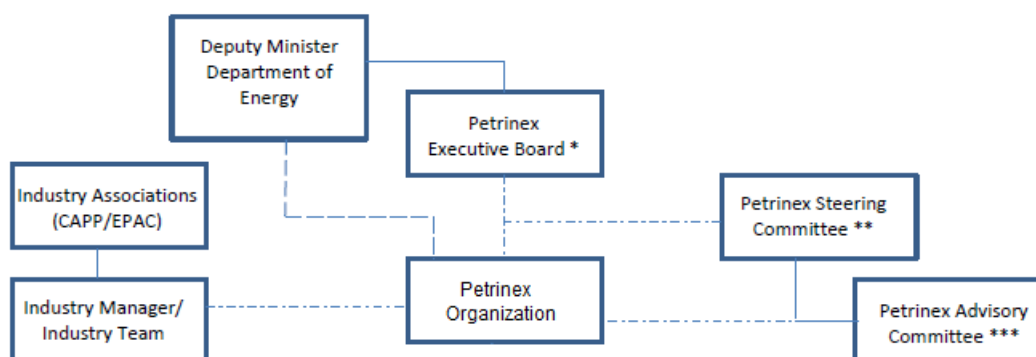 Deputy Minister
Department of
Energy
Petrinex
Executive Board *
Industry Associations
(CAPP/EPAC)
Petrinex Steering
Committee **
Industry Manager/
Industry Team
Petrinex
Organization
Petrinex Advisory
Committee ***